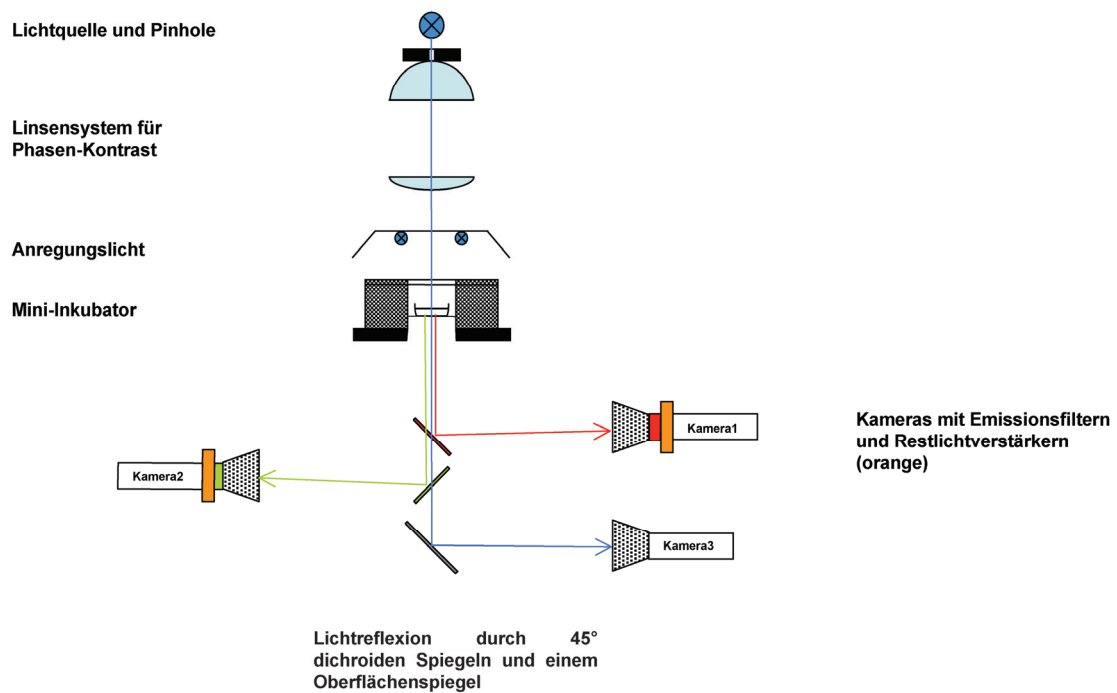 Lichtquelle und Pinhole
Linsensystem für
Phasen-Kontrast
Anregungslicht
Mini-Inkubator
Kamera1
Kameras mit Emissionsfiltern
und Restlichtverstärkern
(orange)
Kamera2
Kamera3
Lichtreflexion durch 45°
dichroiden Spiegeln und einem
Oberflächenspiegel